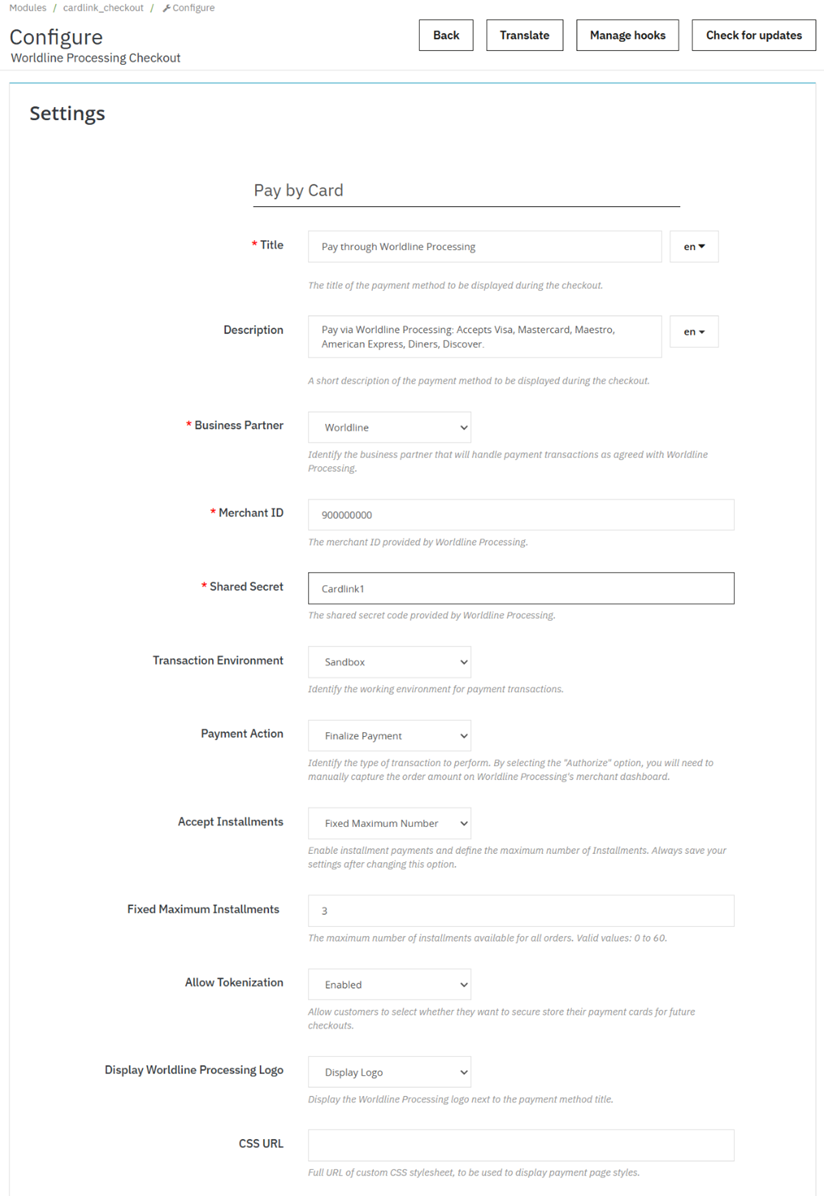 Modules / cardlink_checkout / Configure
Configure
Worldline Processing Checkout
Back Translate Manage hooks Check for updates
Settings
Pay by Card
* Title Pay through Worldline Processing en
The title of the payment method to be displayed during the checkout.
Description Pay via Worldline Processing: Accepts Visa, Mastercard, Maestro,
American Express, Diners, Discover.
en
A short description of the payment method to be displayed during the checkout.
* Business Partner Worldline
Identify the business partner that will handle payment transactions as agreed with Worldline
Processing.
* Merchant ID 900000000
The merchant ID provided by Worldline Processing.
* Shared Secret Cardlink1
The shared secret code provided by Worldline Processing.
Transaction Environment Sandbox
Identify the working environment for payment transactions.
Payment Action Finalize Payment
Identify the type of transaction to perform. By selecting the "Authorize" option, you will need to
manually capture the order amount on Worldline Processing's merchant dashboard.
Accept Installments Fixed Maximum Number
Enable installment payments and define the maximum number of Installments. Always save your
settings after changing this option.
Fixed Maximum Installments 3
The maximum number of installments available for all orders. Valid values: 0 to 60.
Allow Tokenization Enabled
Allow customers to select whether they want to secure store their payment cards for future
checkouts.
Display Worldline Processing Logo Display Logo
Display the Worldline Processing logo next to the payment method title.
CSS URL
Full URL of custom CSS stylesheet, to be used to display payment page styles.